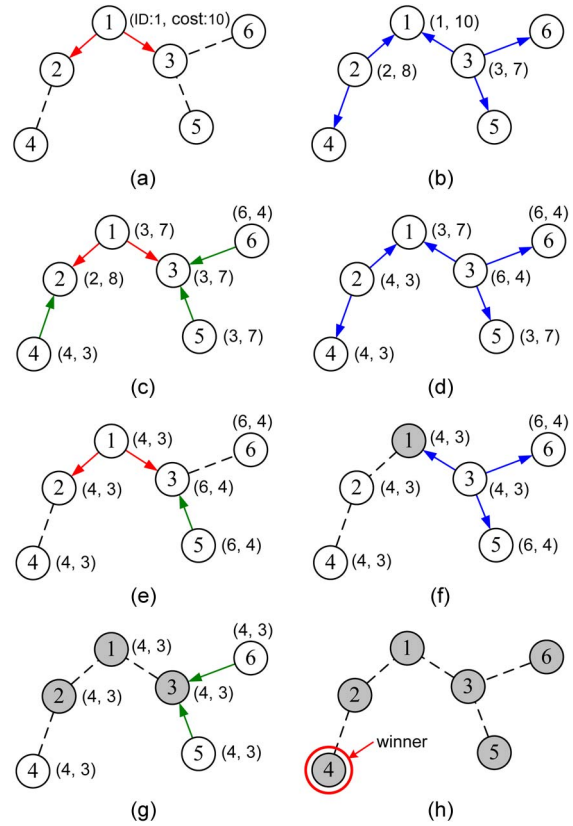 1 (ID:1, cost:10) 6
2 3
4 5
(a)
1 (1, 10) 6
2 (2, 8) 3 (3, 7)
4 5
(b)
(6, 4)
1 (3, 7) 6
2 (2, 8) 3 (3, 7)
4 (4, 3) 5 (3, 7)
(c)
(6, 4)
1 (3, 7) 6
2 (4, 3) 3 (6, 4)
4 (4, 3) 5 (3, 7)
(d)
(6, 4)
1 (4, 3) 6
2 (4, 3) 3 (6, 4)
4 (4, 3) 5 (6, 4)
(e)
(6, 4)
1 (4, 3) 6
2 (4, 3) 3 (4, 3)
4 (4, 3) 5 (6, 4)
(f)
(4, 3)
1 (4, 3) 6
2 (4, 3) 3 (4, 3)
4 (4, 3) 5 (4, 3)
(g)
1 6
2 3
winner
4 5
(h)